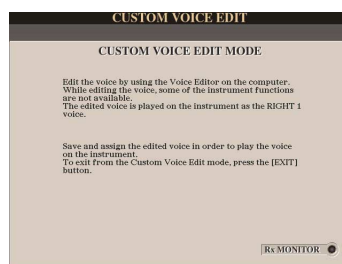 CUSTOM VOICE EDIT
CUSTOM VOICE EDIT MODE
Edit the voice by using the Voice Editor on the computer.
While editing the voice, some of the instrument functions
are not available.
The edited voice is played on the instrument as the RIGHT 1
voice.
Save and assign the edited voice in order to play the voice
on the instrument.
To exit from the Custom Voice Edit mode, press the [EXIT]
button.
Rx MONITOR